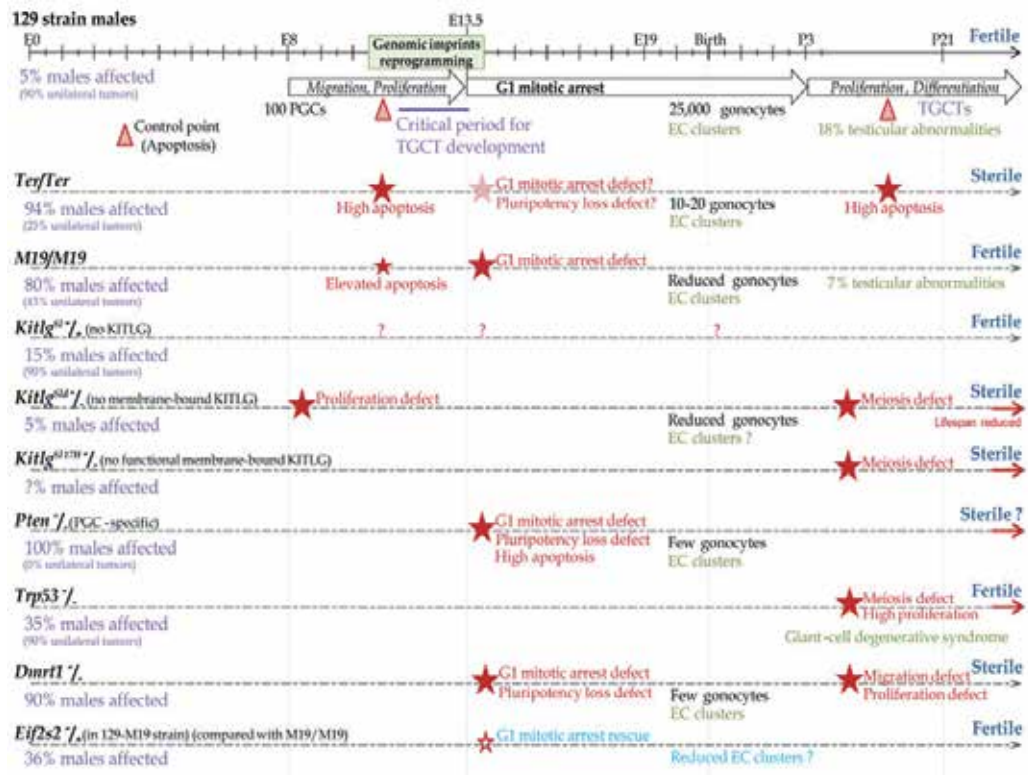 129 strain males
E13.5
E0
E8
Genomic imprints
reprogramming
E19
Birth
P3
P21
Fertile
5% males affected
(90% unilateral tumors)
Migration, Proliferation
G1 mitotic arrest
Proliferation, Differentiation
100 PGCs
25,000 gonocytes
TGCTs
Control point
(Apoptosis)
Critical period for
TGCT development
EC clusters
18% testicular abnormalities
Ter/Ter
G1 mitotic arrest defect?
Sterile
94% males affected
(25% unilateral tumors)
High apoptosis
Pluripotency loss defect?
10-20 gonocytes
EC clusters
High apoptosis
M19/M19
G1 mitotic arrest defect
Fertile
80% males affected
Elevated apoptosis
Reduced gonocytes
EC clusters
7% testicular abnormalities
(no KITLG)
?
?
?
Fertile
15% males affected
(90% unilateral tumors)
(no membrane-bound KITLG)
Proliferation defect
Meiosis defect
Sterile
5% males affected
Reduced gonocytes
EC clusters ?
Lifespan reduced
(no functional membrane-bound KITLG)
Meiosis defect
Sterile
?% males affected
Pten -/- (PGC -specific)
G1 mitotic arrest defect
Pluripotency loss defect
High apoptosis
Sterile ?
100% males affected
(0% unilateral tumors)
Few gonocytes
EC clusters
Trp53 -/-
Meiosis defect
High proliferation
Fertile
35% males affected
(90% unilateral tumors)
Giant-cell degenerative syndrome
Dmrt1 -/-
G1 mitotic arrest defect
Pluripotency loss defect
Migration defect
Proliferation defect
Sterile
90% males affected
Few gonocytes
EC clusters
(in 129-M19 strain) (compared with M19/M19)
G1 mitotic arrest rescue
Fertile
36% males affected
Reduced EC clusters ?